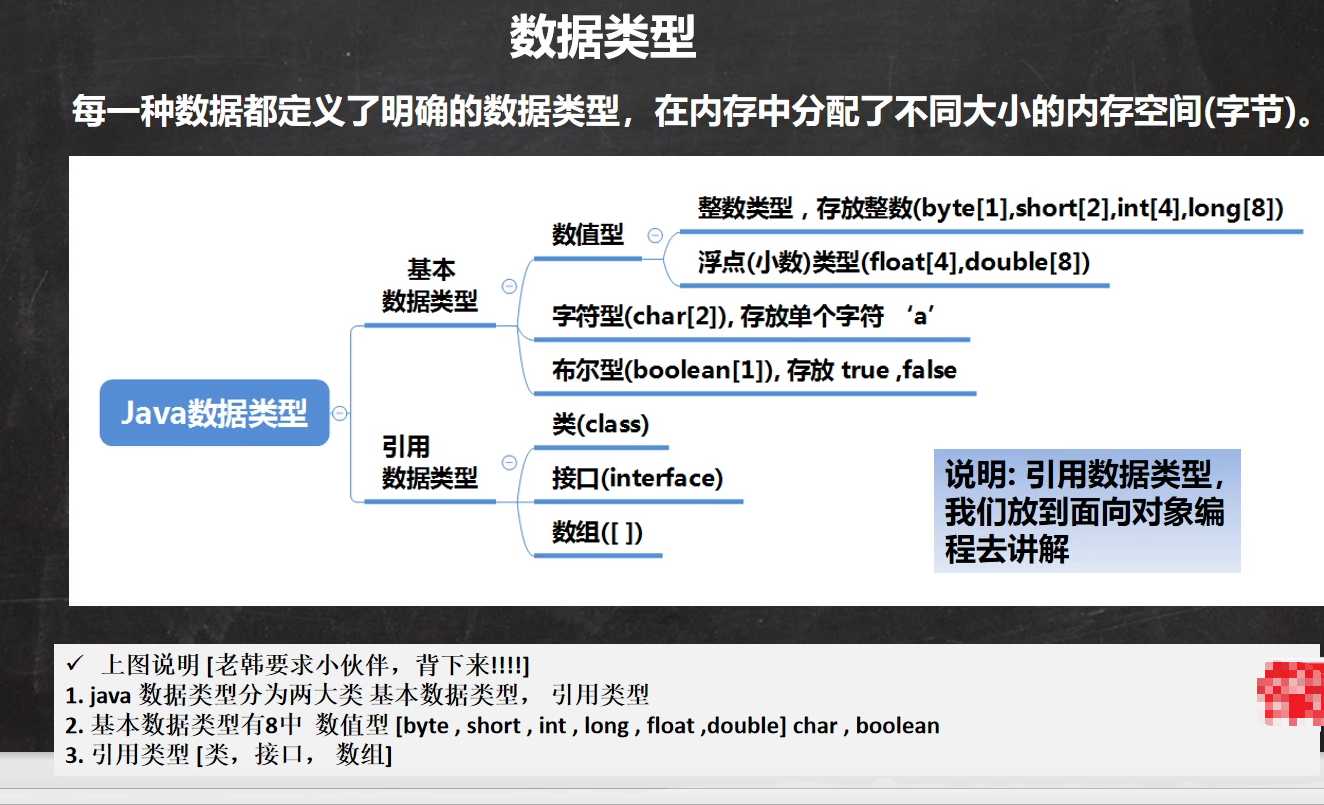 数据类型
每一种数据都定义了明确的数据类型，在内存中分配了不同大小的内存空间(字节)。
整数类型，存放整数(byte[1],short[2],int[4],long[8])
数值型
浮点(小数)类型(float[4],double[8])
基本
数据类型
字符型(char[2]), 存放单个字符 ‘a’
布尔型(boolean[1]), 存放 true ,false
Java数据类型
类(class)
引用
数据类型
接口(interface)
数组([ ])
说明: 引用数据类型，
我们放到面向对象编
程去讲解
✓ 上图说明 [老韩要求小伙伴，背下来!!!!]
1. java 数据类型分为两大类 基本数据类型， 引用类型
2. 基本数据类型有8中 数值型 [byte , short , int , long , float ,double] char , boolean
3. 引用类型 [类，接口， 数组]